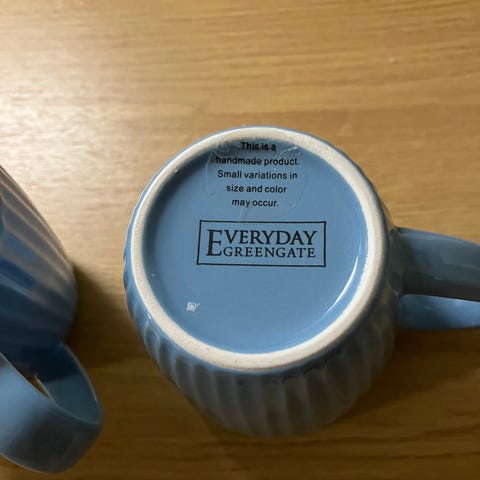 This is a
handmade product.
Small variations in
size and color
may occur.
EVERYDAY
GREENGATE